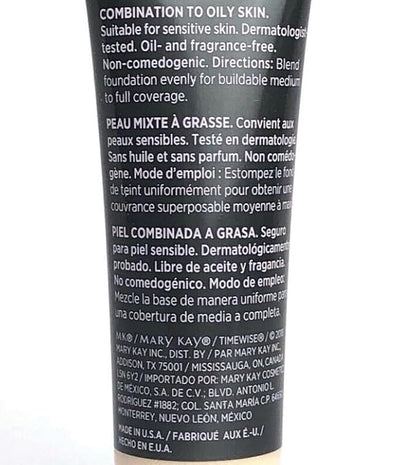 COMBINATION TO OILY SKIN.
Suitable for sensitive skin. Dermatologist
tested. Oil- and fragrance-free.
Non-comedogenic. Directions: Blend
foundation evenly for buildable medium
to full coverage.
PEAU MIXTE À GRASSE. Convient aux
peaux sensibles. Testé en dermatologie.
Sans huile et sans parfum. Non comédo-
gène. Mode d'emploi : Estompez le fond
de teint uniformément pour obtenir une
couvrance superposable moyenne à max
PIEL COMBINADA A GRASA. Seguro
para piel sensible. Dermatológicamente
probado. Libre de aceite y fragancia.
No comedogénico. Modo de empleo:
Mezcle la base de manera uniforme para
una cobertura de media a completa.
MK®/ MARY KAY®/ TIMEWISE®/ ©
MARY KAY INC., DIST. BY / PAR MARY KAY INC.
ADDISON, TX 75001 / MISSISSAUGA, ON, CANADA
L5N 6Y2 / IMPORTADO POR: MARY KAY COSMETICS
DE MÉXICO, S.A. DE C.V.; BLVD. ANTONIO L.
RODRÍGUEZ #1882; COL. SANTA MARÍA C.P.
MONTERREY, NUEVO LEÓN, MÉXICO
MADE IN U.S.A. / FABRIQUÉ AUX É.-U. /
HECHO EN E.U.A.